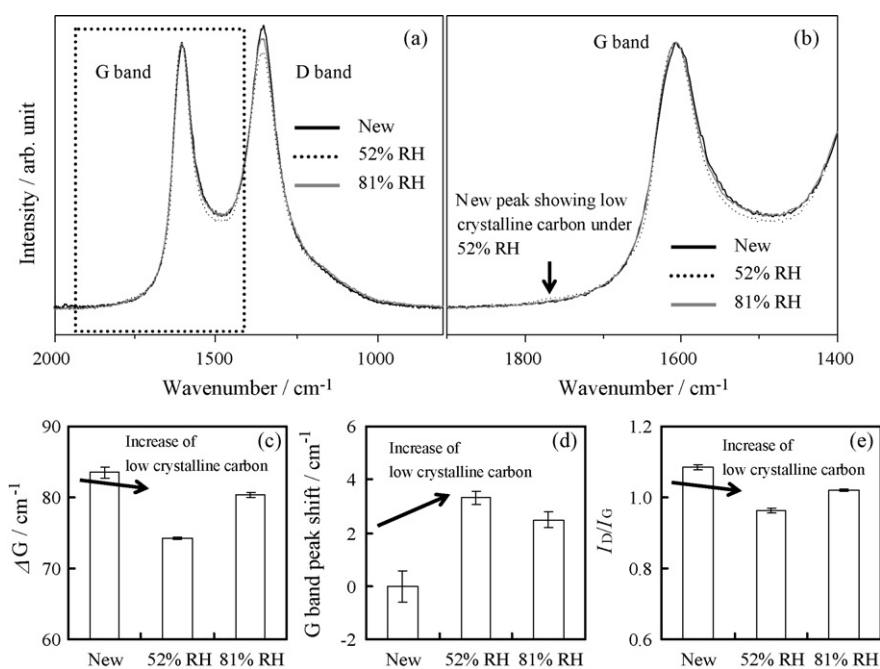 (a)
G band
D band
New
52% RH
81% RH
Intensity / arb. unit
2000
1500
1000
Wavenumber / cm-1
(b)
G band
New peak showing low
crystalline carbon under
52% RH
New
52% RH
81% RH
1800
1600
1400
Wavenumber / cm-1
(c)
Increase of
low crystalline carbon
90
80
70
60
ΔG / cm-1
New
52% RH
81% RH
(d)
Increase of
low crystalline carbon
6
4
2
0
-2
G band peak shift / cm-1
New
52% RH
81% RH
(e)
Increase of
low crystalline carbon
1.2
1.0
0.8
0.6
ID/IG
New
52% RH
81% RH